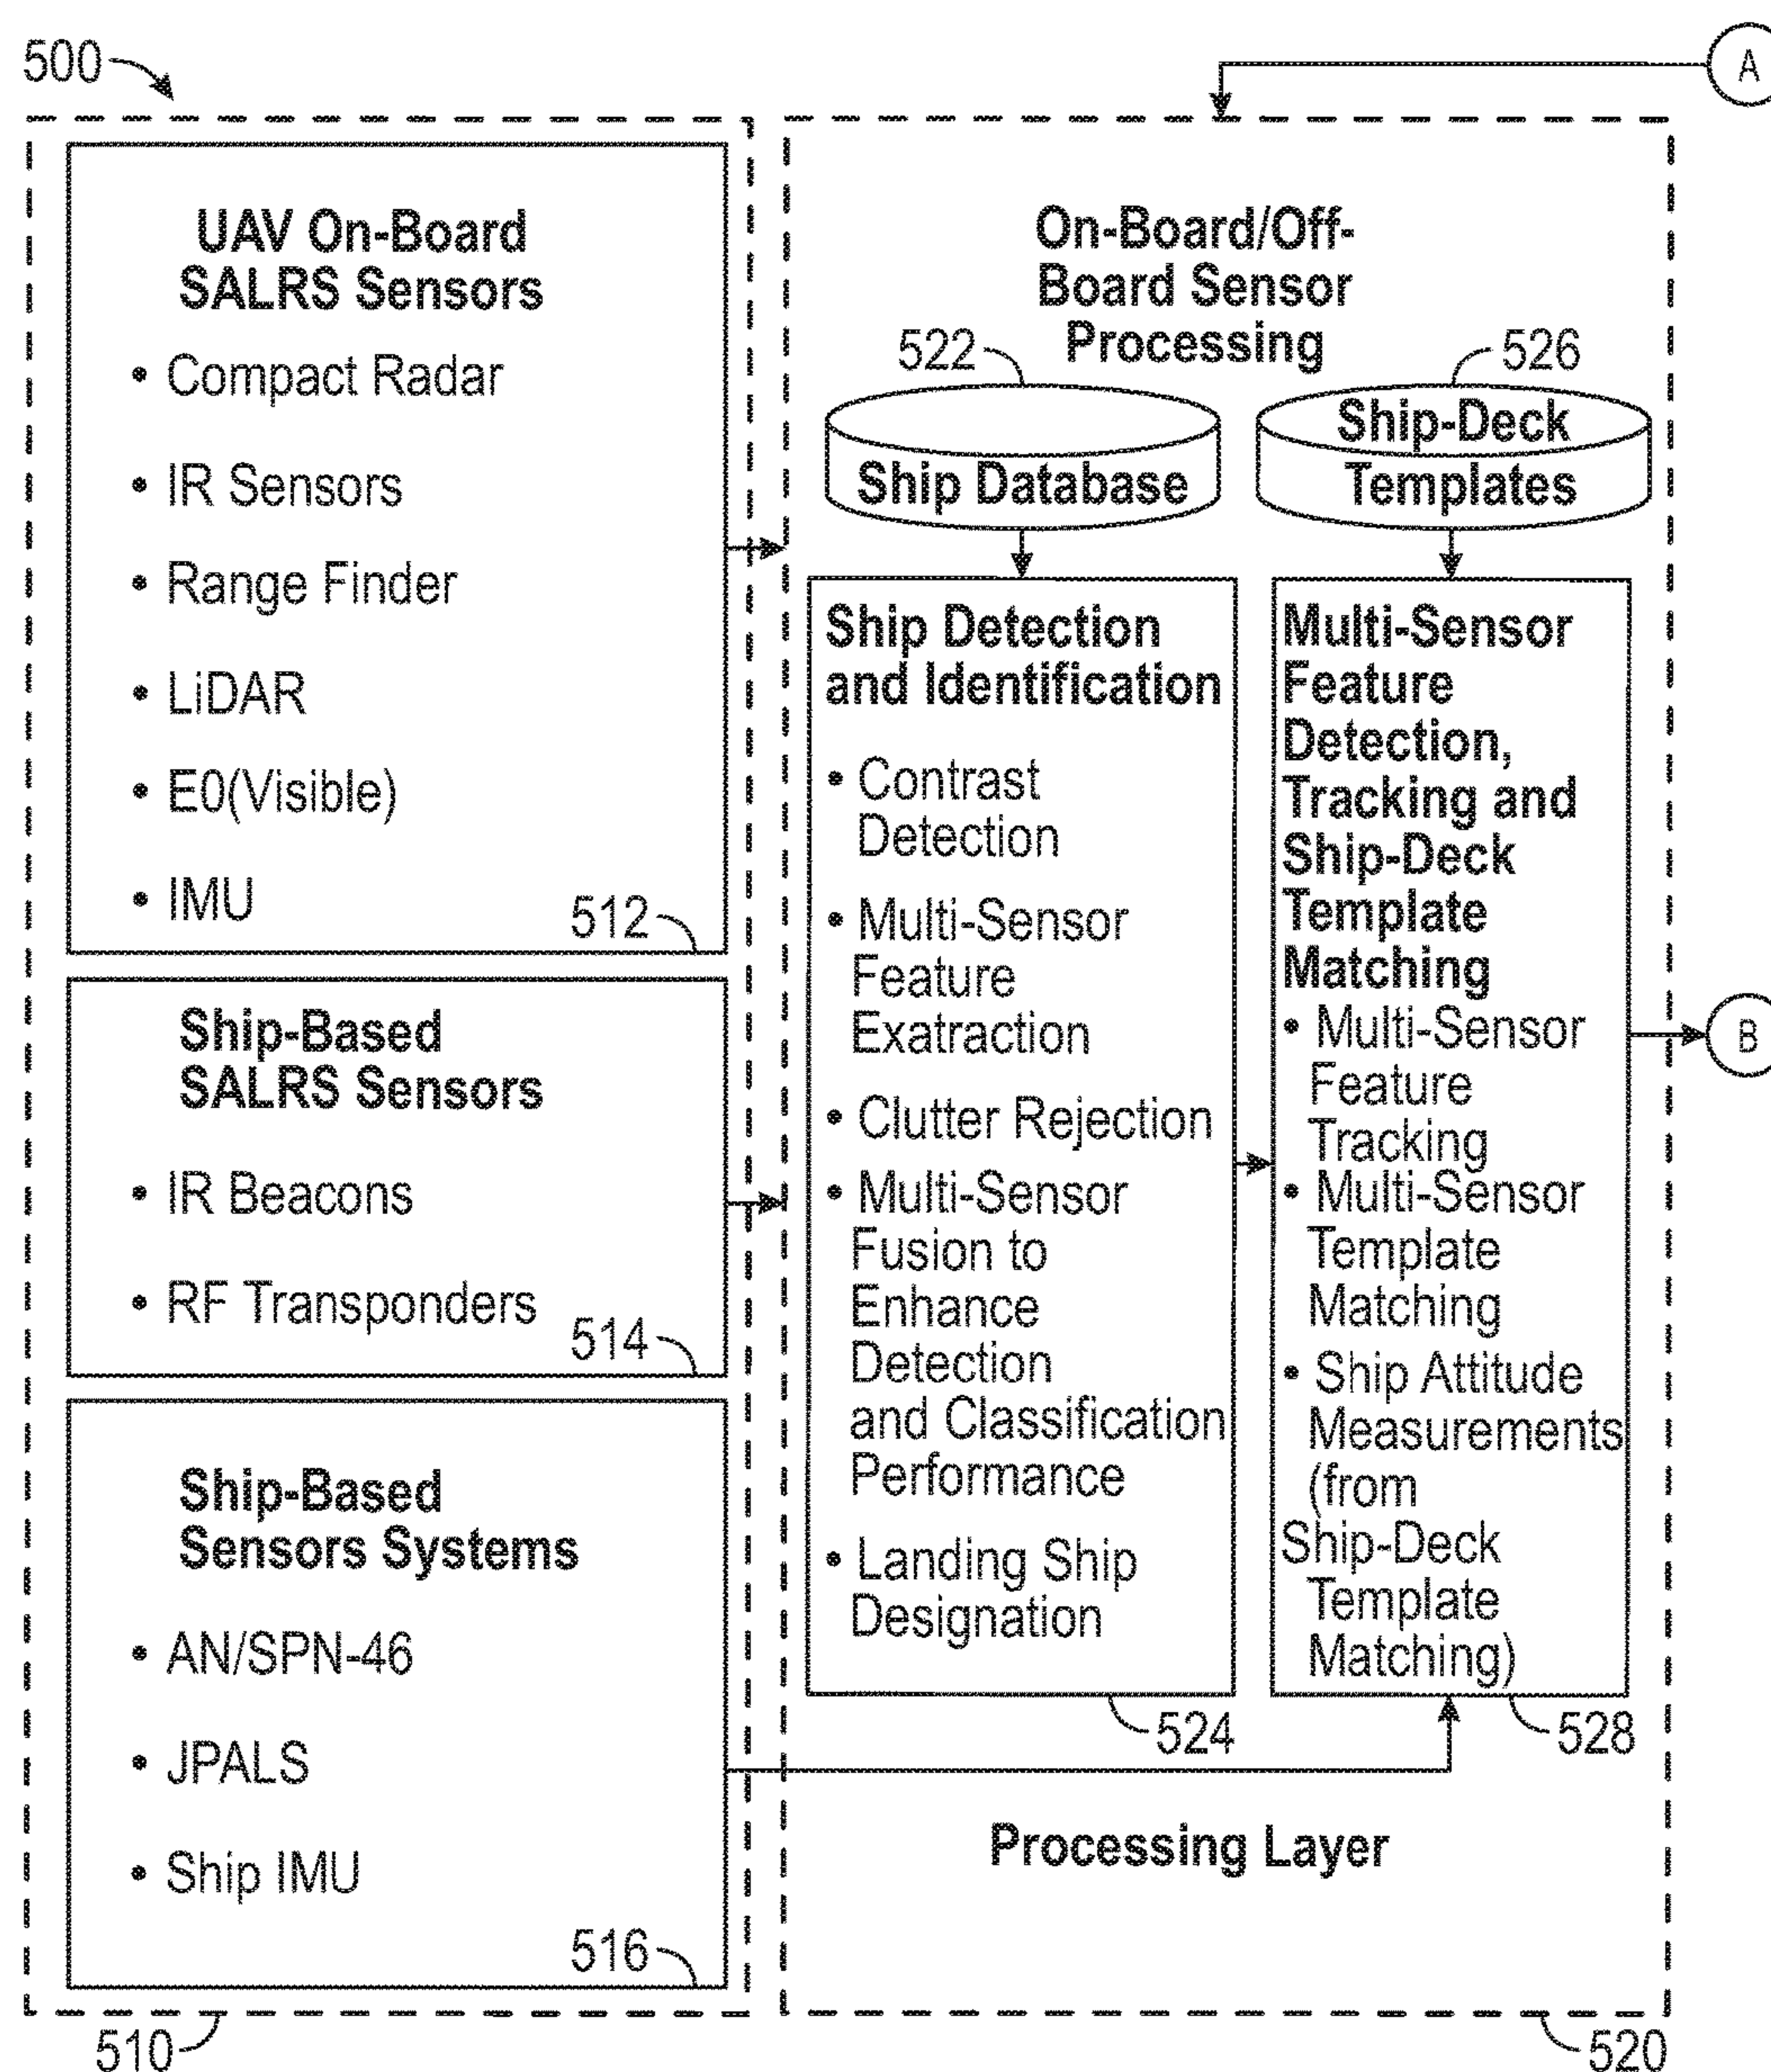 500
A
UAV On-Board
SALRS Sensors
• Compact Radar
• IR Sensors
• Range Finder
• LiDAR
• E0(Visible)
• IMU
512
Ship-Based
SALRS Sensors
• IR Beacons
• RF Transponders
514
Ship-Based
Sensors Systems
• AN/SPN-46
• JPALS
• Ship IMU
516
510
On-Board/Off-
Board Sensor
Processing
522
526
Ship Database
Ship-Deck
Templates
Ship Detection
and Identification
• Contrast
Detection
• Multi-Sensor
Feature
Exatraction
• Clutter Rejection
• Multi-Sensor
Fusion to
Enhance
Detection
and Classification
Performance
• Landing Ship
Designation
524
Multi-Sensor
Feature
Detection,
Tracking and
Ship-Deck
Template
Matching
• Multi-Sensor
Feature
Tracking
• Multi-Sensor
Template
Matching
• Ship Attitude
Measurements
(from
Ship-Deck
Template
Matching)
528
B
Processing Layer
520